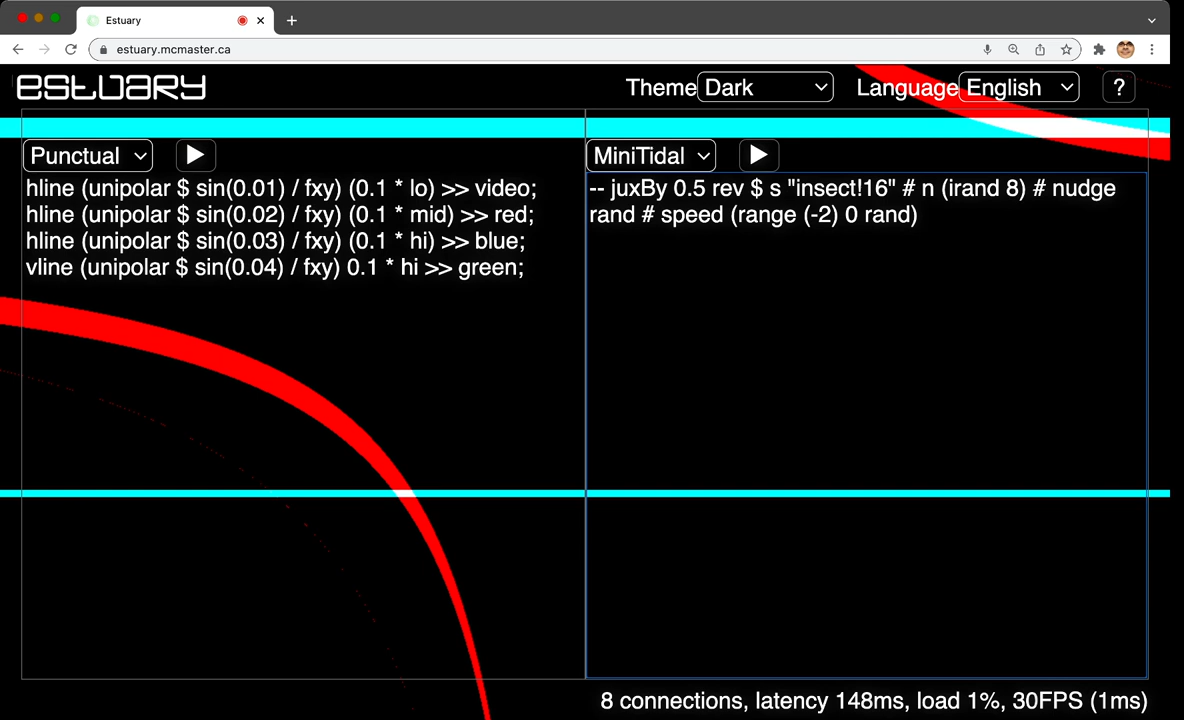 Estuary
estuary.mcmaster.ca
estuary
Theme Dark Language English ?
Punctual
hline (unipolar $ sin(0.01) / fxy) (0.1 * lo) >> video;
hline (unipolar $ sin(0.02) / fxy) (0.1 * mid) >> red;
hline (unipolar $ sin(0.03) / fxy) (0.1 * hi) >> blue;
vline (unipolar $ sin(0.04) / fxy) 0.1 * hi >> green;
MiniTidal
-- juxBy 0.5 rev $ s "insect!16" # n (irand 8) # nudge
rand # speed (range (-2) 0 rand)
8 connections, latency 148ms, load 1%, 30FPS (1ms)